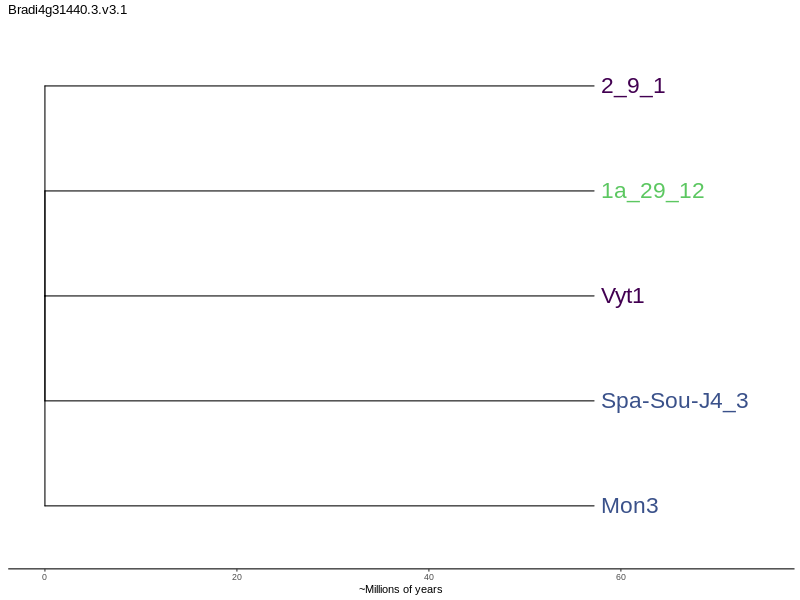 Bradi4g31440.3.v3.1
2_9_1
1a_29_12
Vyt1
Spa-Sou-J4_3
Mon3
0 20 40 60
~Millions of years